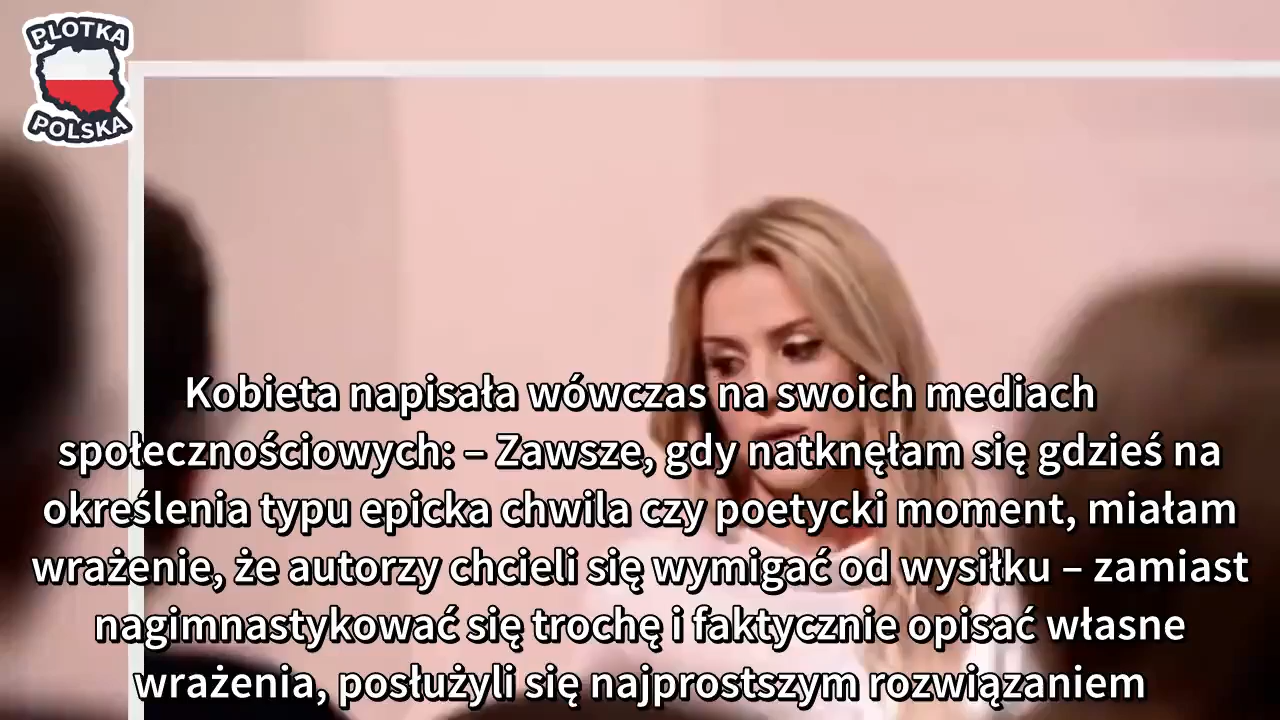 PLOTKA
POLSKA
Kobieta napisała wówczas na swoich mediach
społecznościowych: – Zawsze, gdy natknęłam się gdzieś na
określenia typu epicka chwila czy poetycki moment, miałam
wrażenie, że autorzy chcieli się wymigać od wysiłku – zamiast
nagimnastykować się trochę i faktycznie opisać własne
wrażenia, posłużyli się najprostszym rozwiązaniem